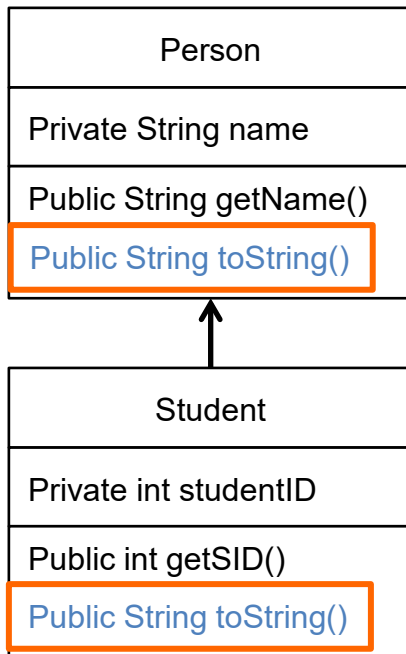 Person
Private String name
Public String getName()
Public String toString()
Student
Private int studentID
Public int getSID()
Public String toString()